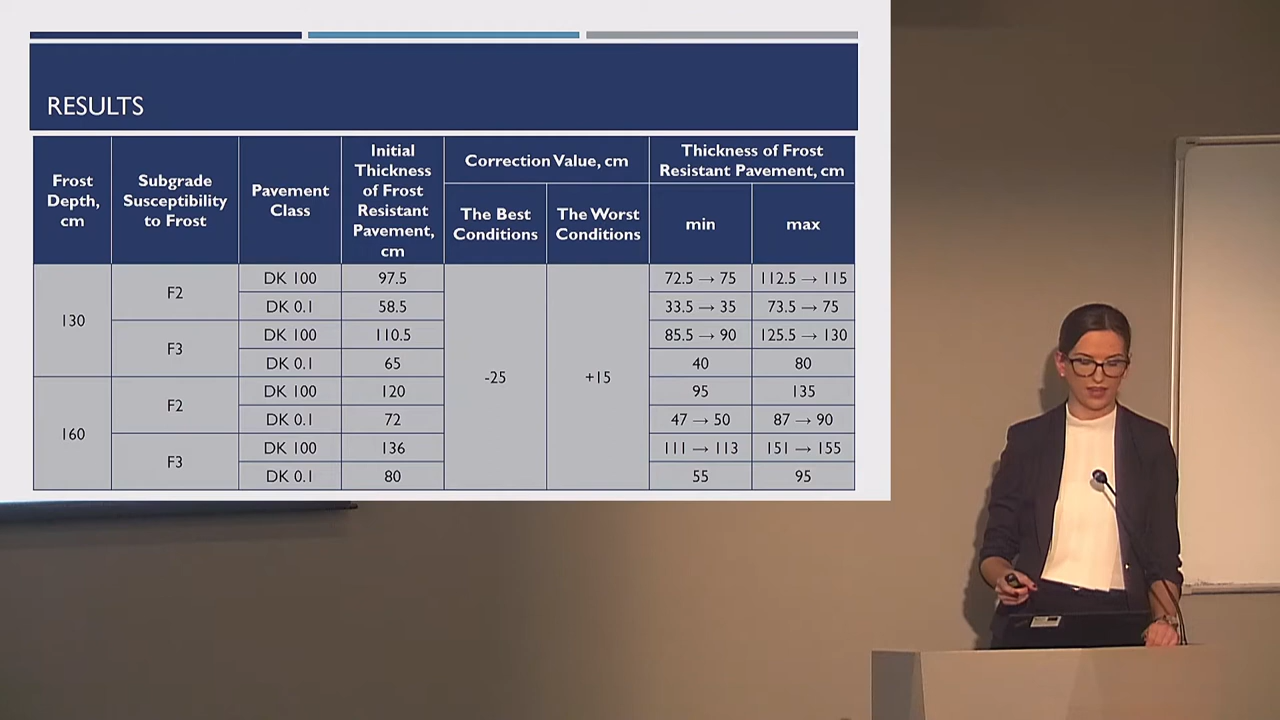 RESULTS
Frost Depth, cm
Subgrade Susceptibility to Frost
Pavement Class
Initial Thickness of Frost Resistant Pavement, cm
Correction Value, cm
Thickness of Frost Resistant Pavement, cm
The Best Conditions
The Worst Conditions
min
max
130
F2
DK 100
97.5
-25
+15
72.5 → 75
112.5 → 115
DK 0.1
58.5
33.5 → 35
73.5 → 75
F3
DK 100
110.5
85.5 → 90
125.5 → 130
DK 0.1
65
40
80
160
F2
DK 100
120
95
135
DK 0.1
72
47 → 50
87 → 90
F3
DK 100
136
111 → 113
151 → 155
DK 0.1
80
55
95